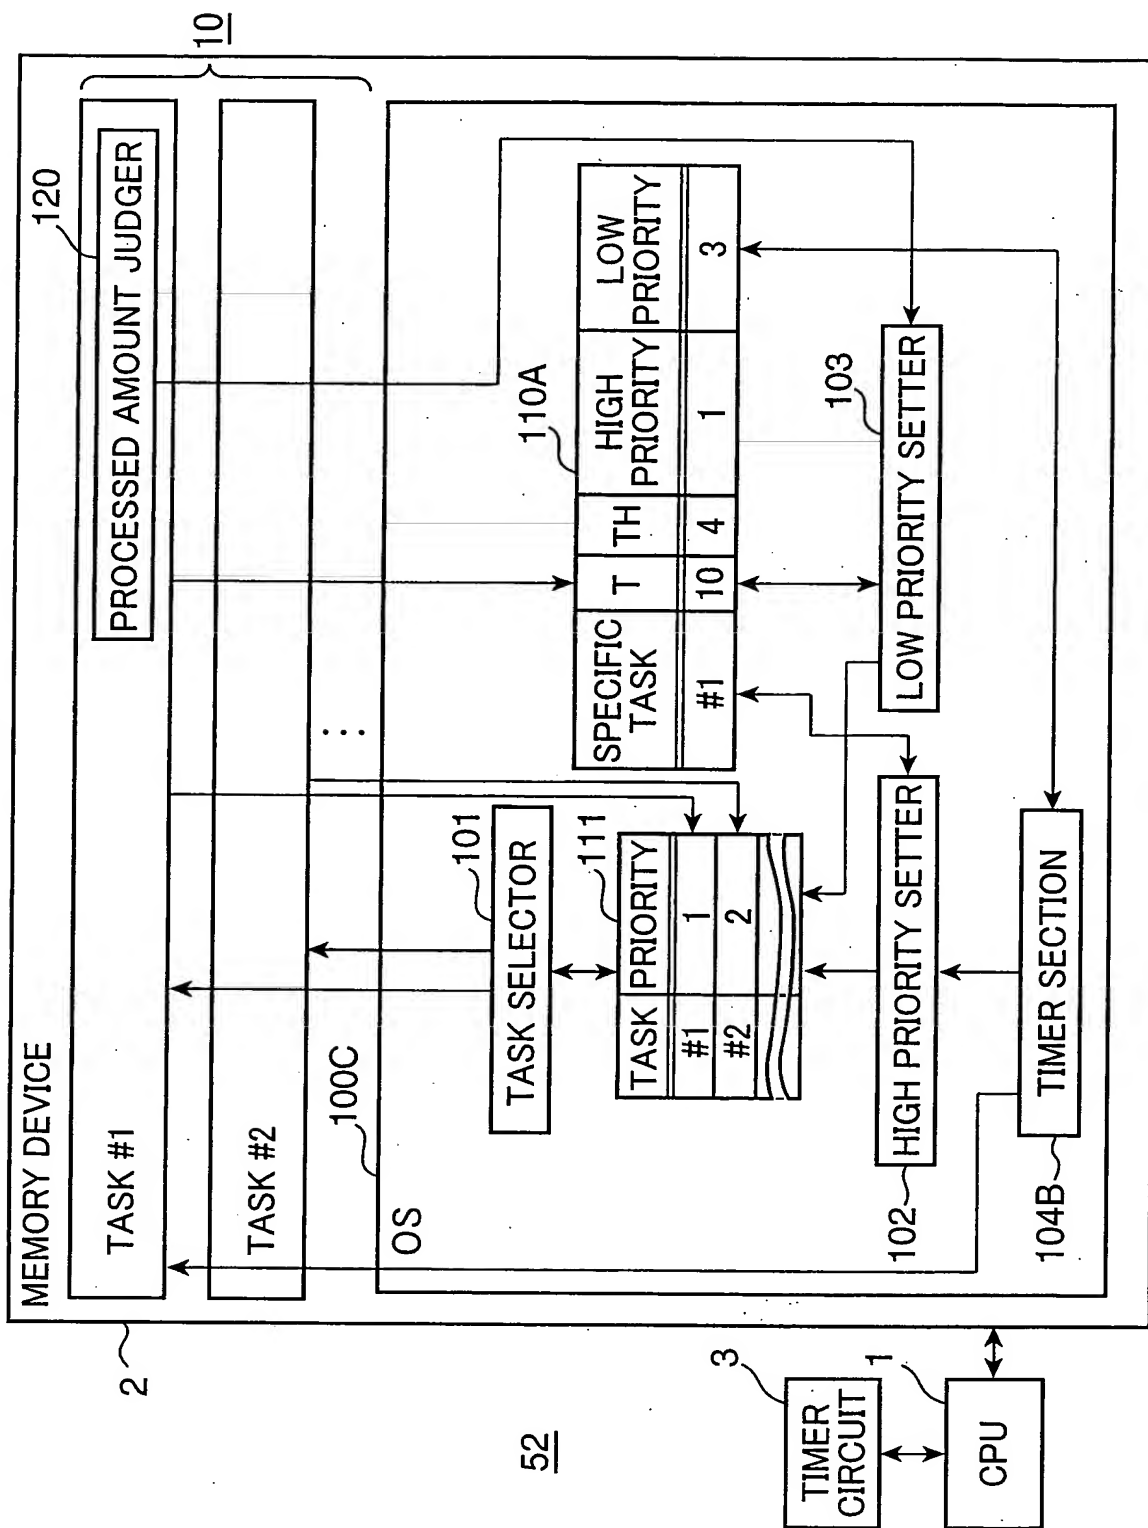 10
MEMORY DEVICE
2
120
PROCESSED AMOUNT JUDGER
TASK #1
TASK #2
...
100C
OS
101
TASK SELECTOR
111
TASK PRIORITY
#1 1
#2 2
110A
SPECIFIC TASK T TH HIGH PRIORITY LOW PRIORITY
#1 10 4 1 3
102
HIGH PRIORITY SETTER
103
LOW PRIORITY SETTER
104B
TIMER SECTION
52
3
TIMER CIRCUIT
1
CPU